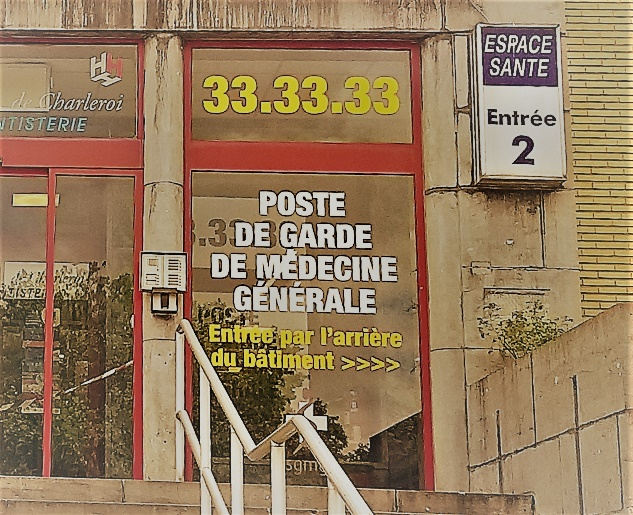 de Charleroi
NTISTERIE
33.33.33
ESPACE
SANTE
Entrée
2
POSTE
DE GARDE
DE MÉDECINE
GÉNÉRALE
Entrée par l'arrière
du bâtiment >>>>
sgmg